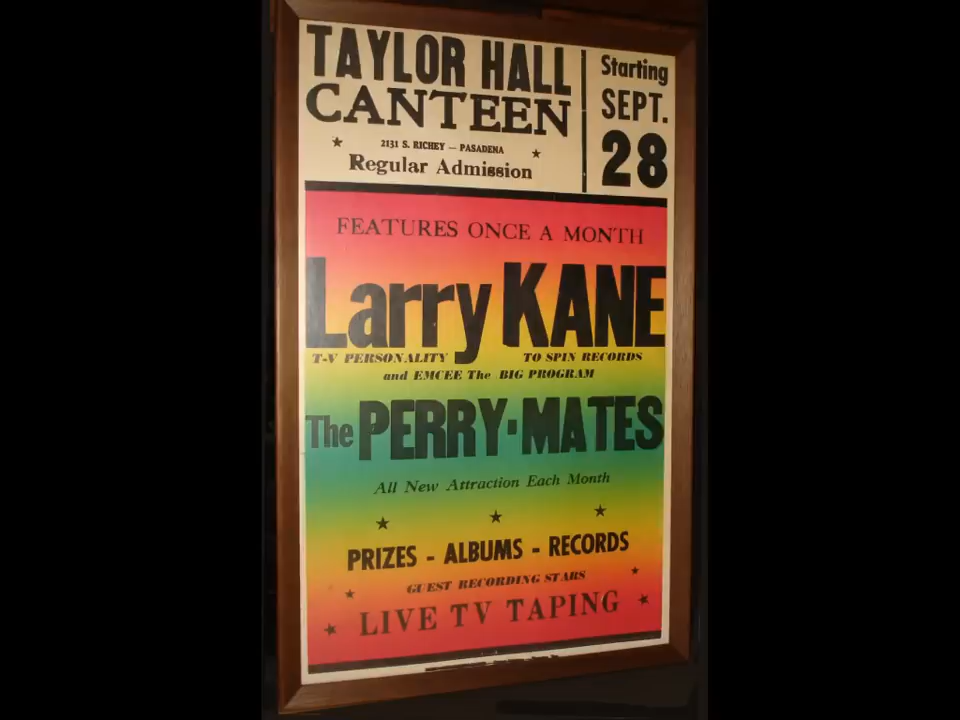 TAYLOR HALL
CANTEEN
★ 2131 S. RICHEY — PASADENA ★
Regular Admission
Starting
SEPT.
28
FEATURES ONCE A MONTH
Larry KANE
T-V PERSONALITY TO SPIN RECORDS
and EMCEE The BIG PROGRAM
The PERRY·MATES
All New Attraction Each Month
PRIZES - ALBUMS - RECORDS
GUEST RECORDING STARS
LIVE TV TAPING